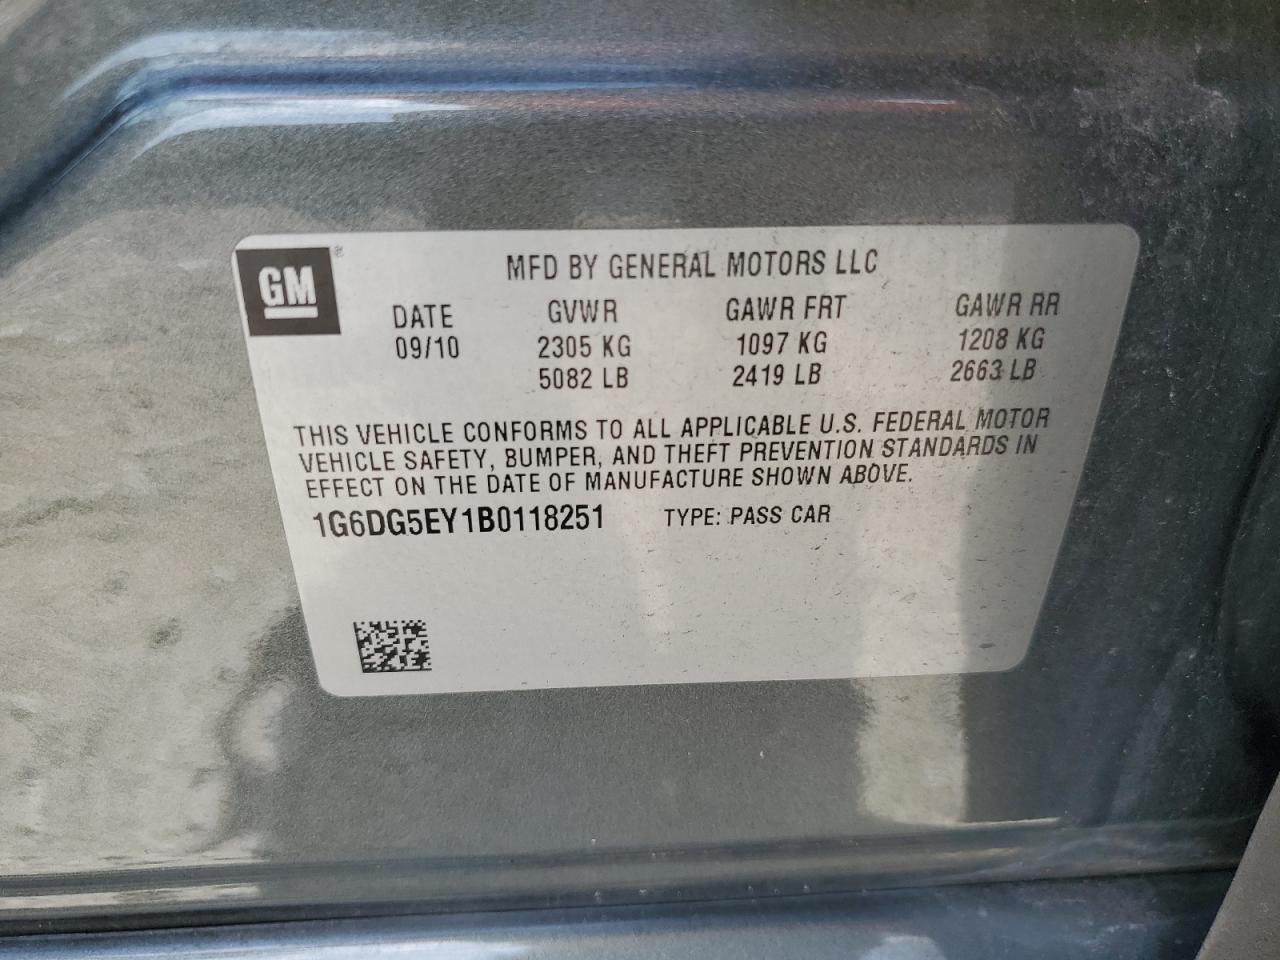 GM ®
MFD BY GENERAL MOTORS LLC
DATE GVWR GAWR FRT GAWR RR
09/10 2305 KG 1097 KG 1208 KG
5082 LB 2419 LB 2663 LB
THIS VEHICLE CONFORMS TO ALL APPLICABLE U.S. FEDERAL MOTOR
VEHICLE SAFETY, BUMPER, AND THEFT PREVENTION STANDARDS IN
EFFECT ON THE DATE OF MANUFACTURE SHOWN ABOVE.
1G6DG5EY1B0118251 TYPE: PASS CAR